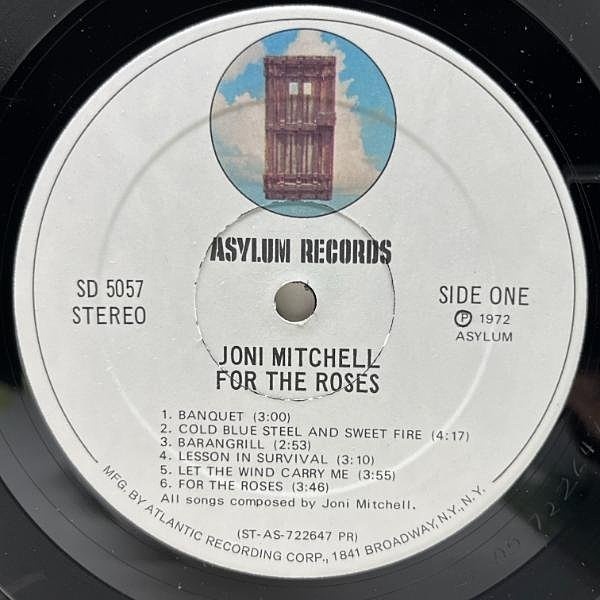 ASYLUM RECORDS
SD 5057
STEREO
SIDE ONE
Ⓟ 1972
ASYLUM
JONI MITCHELL
FOR THE ROSES
1. BANQUET (3:00)
2. COLD BLUE STEEL AND SWEET FIRE (4:17)
3. BARANGRILL (2:53)
4. LESSON IN SURVIVAL (3:10)
5. LET THE WIND CARRY ME (3:55)
6. FOR THE ROSES (3:46)
All songs composed by Joni Mitchell.
(ST-AS-722647 PR)
MFG. BY ATLANTIC RECORDING CORP., 1841 BROADWAY, N.Y., N.Y.